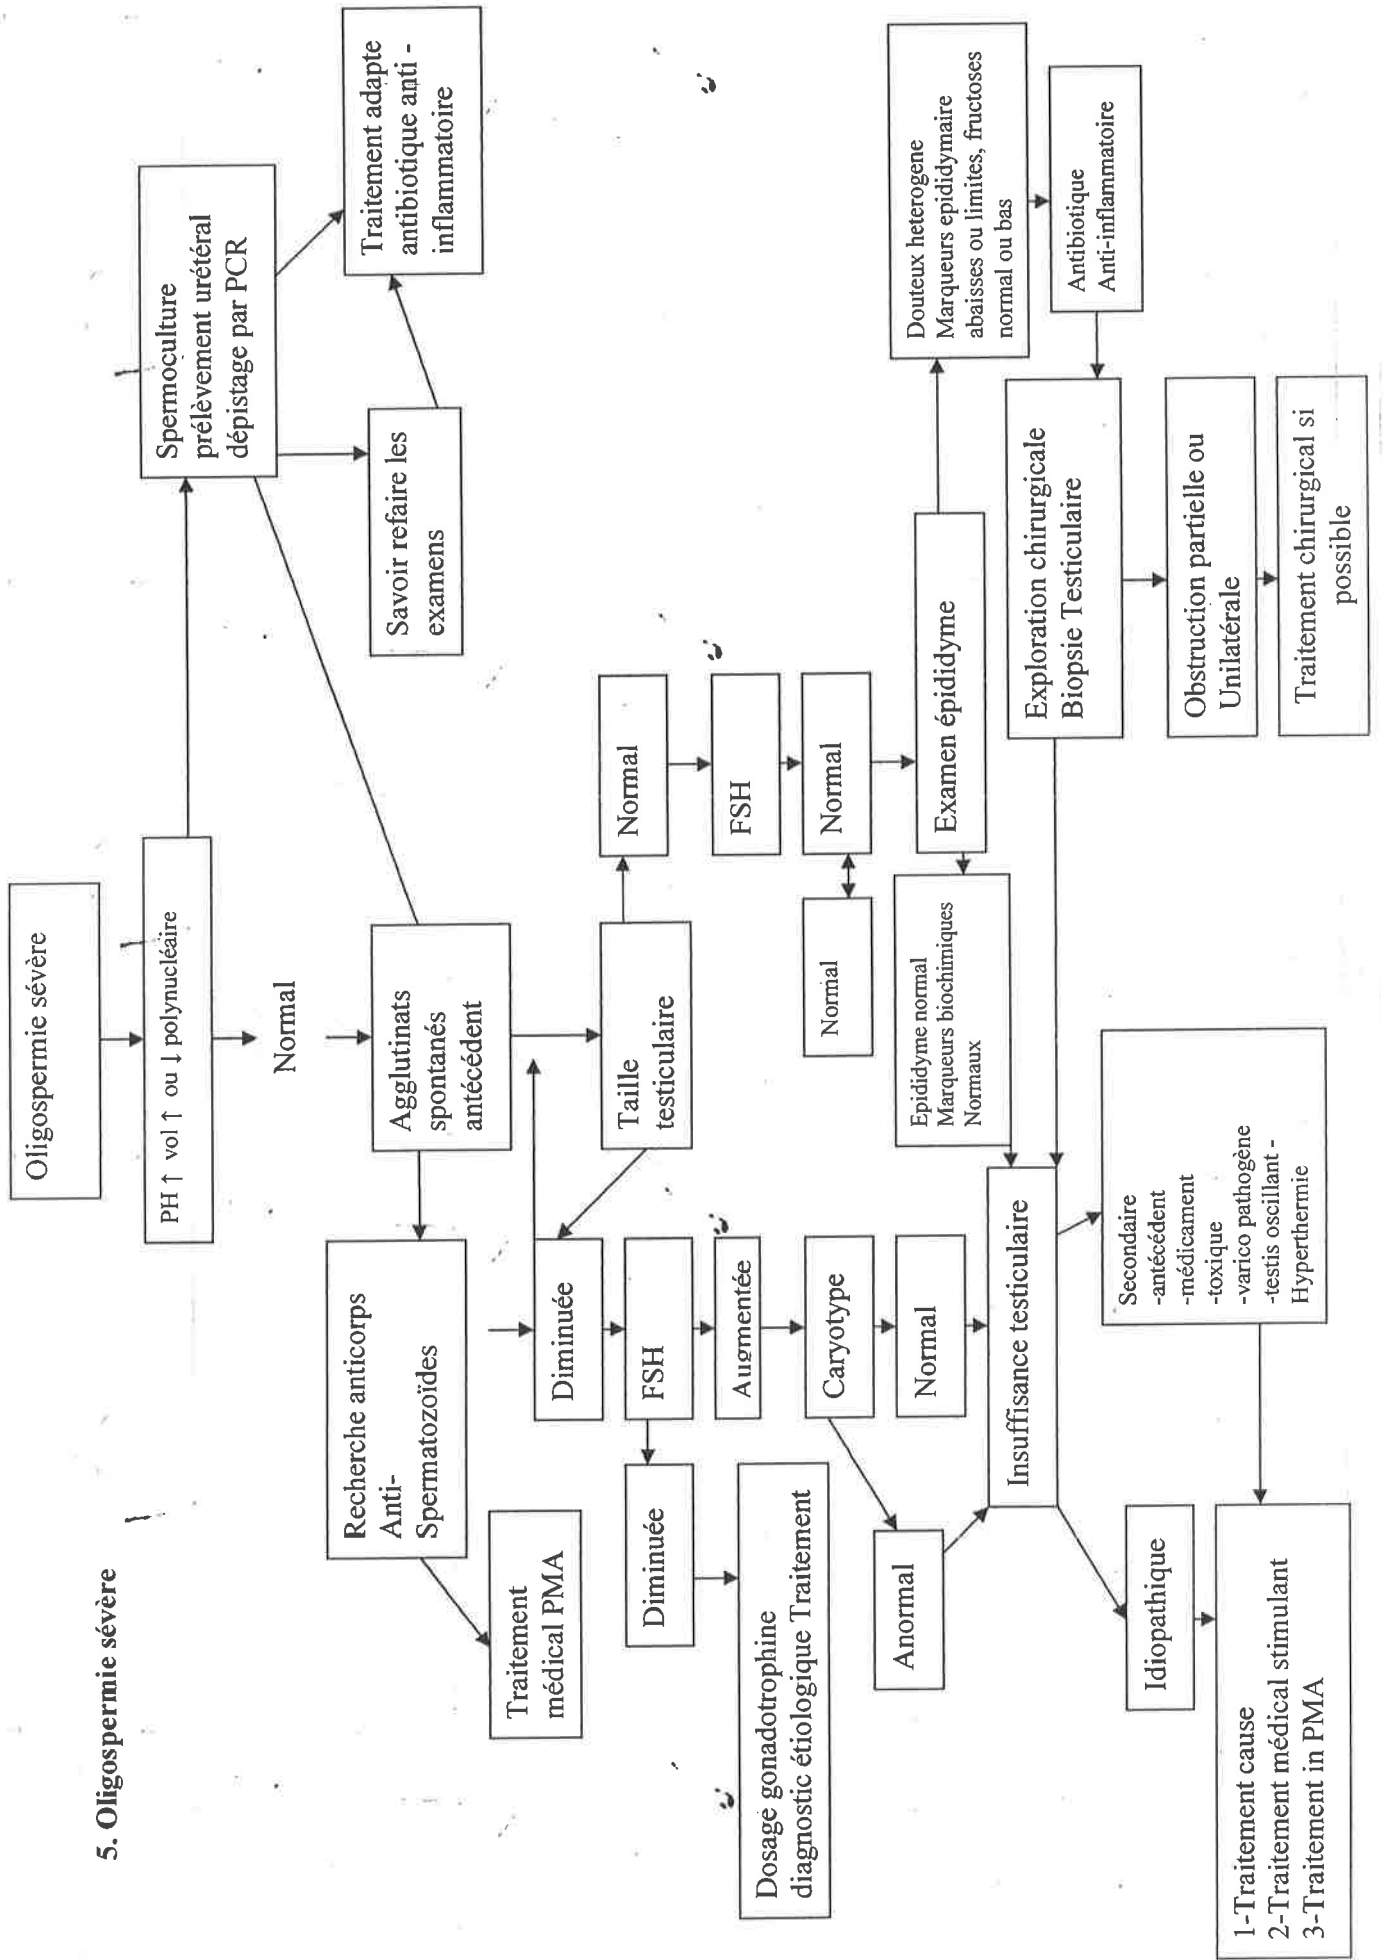 5. Oligospermie sévère
Oligospermie sévère
PH ↑ vol ↑ ou ↓ polynucléaire
Normal
Spermoculture
prélèvement urétéral
dépistage par PCR
Traitement adapte
antibiotique anti -
inflammatoire
Savoir refaire les
examens
Agglutinats
spontanés
antécédent
Recherche anticorps
Anti-
Spermatozoïdes
Traitement
médical PMA
Taille
testiculaire
Diminuée
FSH
Diminuée
Dosage gonadotrophine
diagnostic étiologique Traitement
Augmentée
Caryotype
Anormal
Normal
Normal
FSH
Normal
Normal
Examen épididyme
Epididyme normal
Marqueurs biochimiques
Normaux
Douteux heterogene
Marqueurs epididymaire
abaisses ou limites, fructoses
normal ou bas
Antibiotique
Anti-inflammatoire
Exploration chirurgicale
Biopsie Testiculaire
Obstruction partielle ou
Unilatérale
Traitement chirurgical si
possible
Insuffisance testiculaire
Secondaire
-antécédent
-médicament
-toxique
-varico pathogène
-testis oscillant -
Hyperthermie
Idiopathique
1-Traitement cause
2-Traitement médical stimulant
3-Traitement in PMA